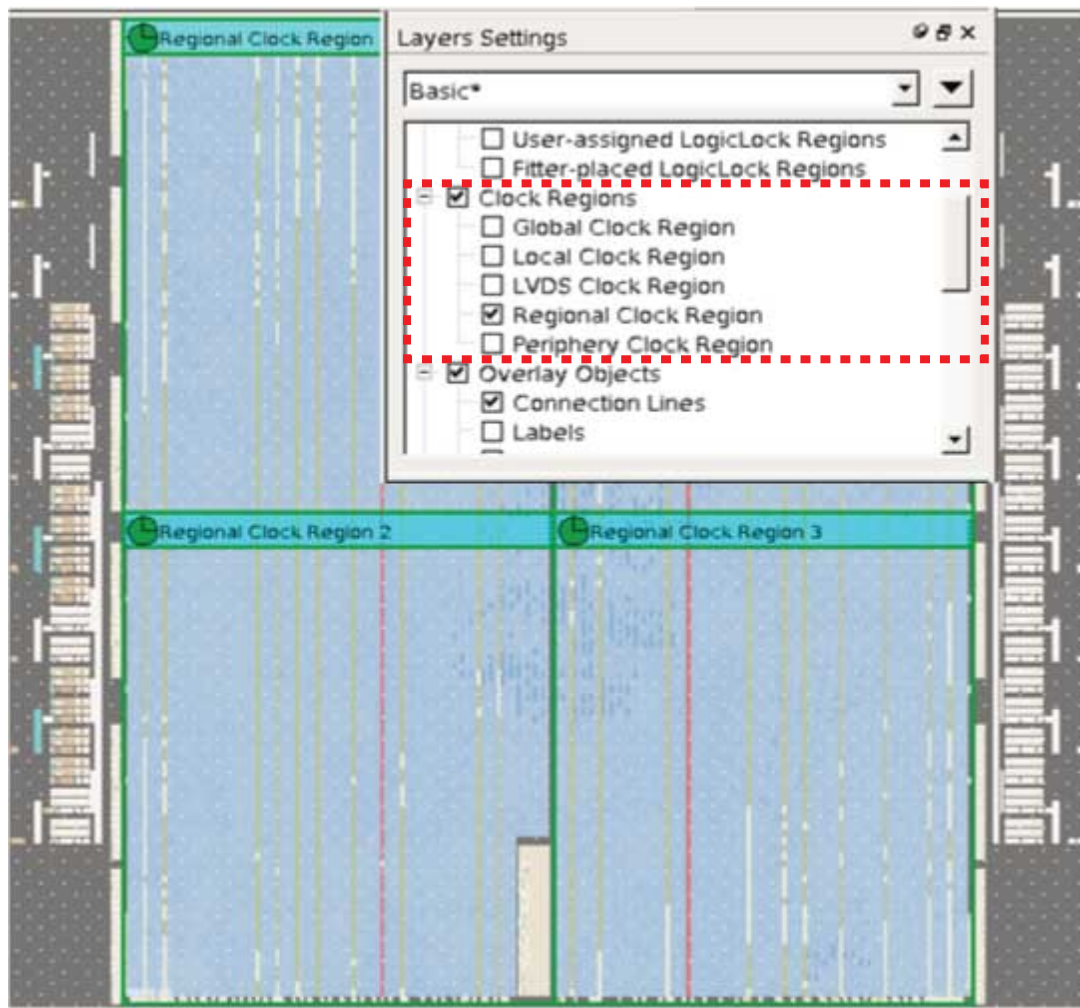 Regional Clock Region
Layers Settings
Basic*
User-assigned LogicLock Regions
Fitter-placed LogicLock Regions
Clock Regions
Global Clock Region
Local Clock Region
LVDS Clock Region
Regional Clock Region
Periphery Clock Region
Overlay Objects
Connection Lines
Labels
Regional Clock Region 2
Regional Clock Region 3